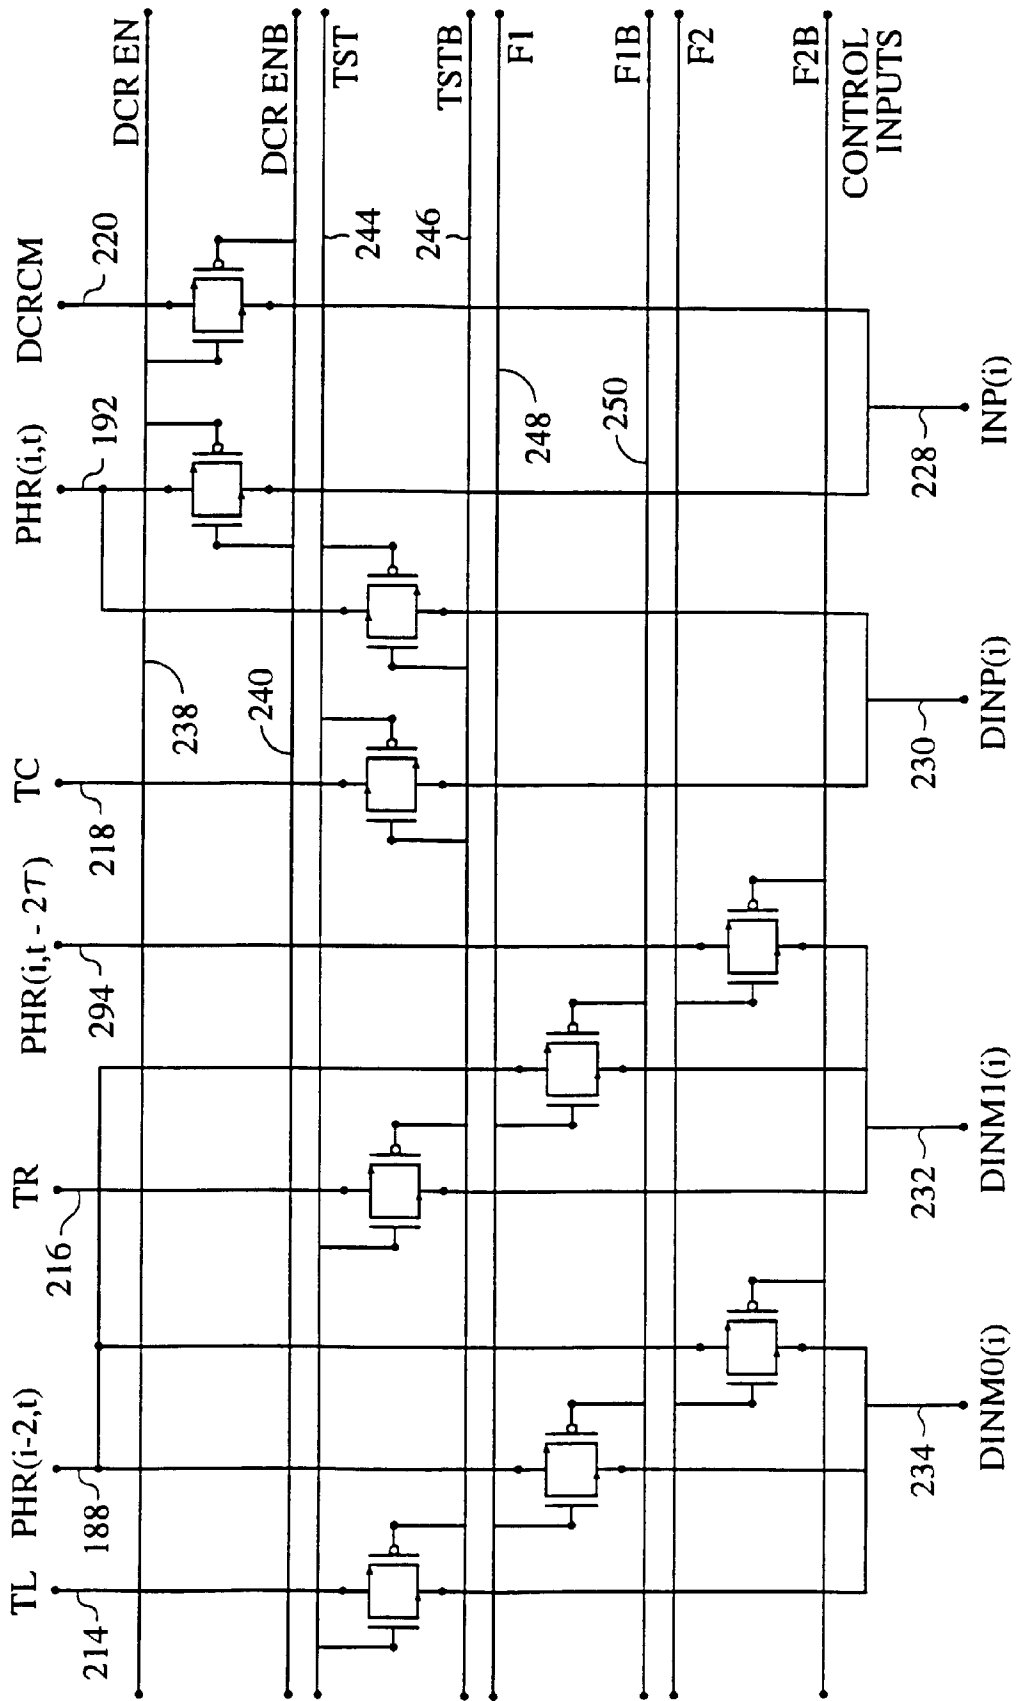 TL
PHR(i-2,t)
TR
PHR(i,t - 2T)
TC
PHR(i,t)
DCRCM
214
188
216
294
218
192
220
DCR EN
238
240
DCR ENB
TST
244
TSTB
246
F1
248
F1B
250
F2
F2B
CONTROL
INPUTS
234
232
230
228
DINM0(i)
DINM1(i)
DINP(i)
INP(i)